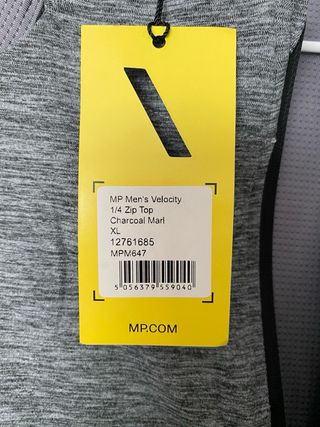 MP Men's Velocity
1/4 Zip Top
Charcoal Marl
XL
12761685
MPM647
5 056379 559040
MP.COM